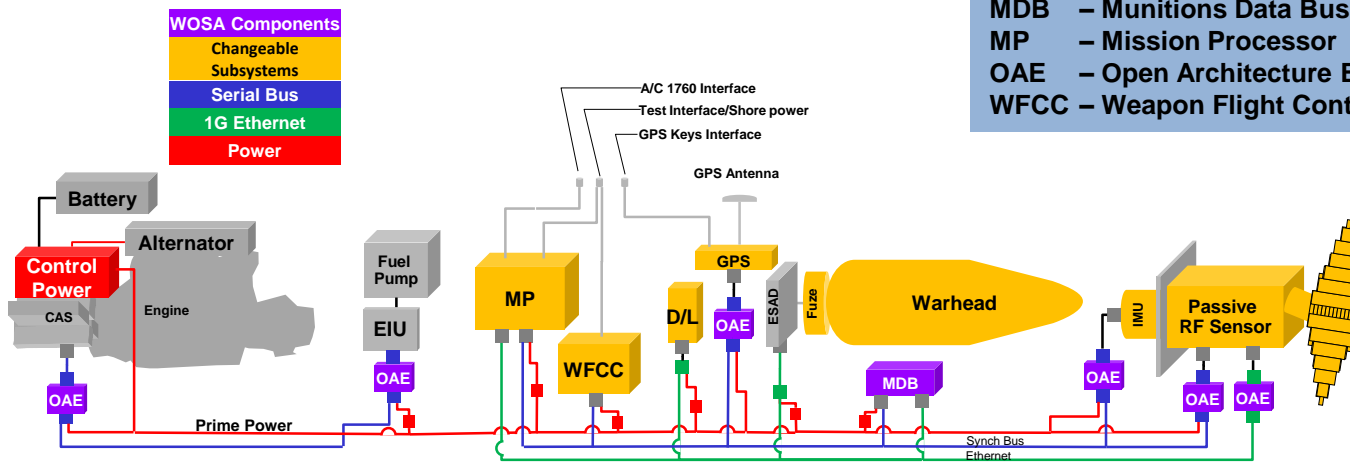 WOSA Components
Changeable
Subsystems
Serial Bus
1G Ethernet
Power
MDB – Munitions Data Bus
MP – Mission Processor
OAE – Open Architecture
WFCC – Weapon Flight
A/C 1760 Interface
Test Interface/Shore power
GPS Keys Interface
GPS Antenna
Battery
Alternator
Control
Power
CAS
Engine
Fuel
Pump
EIU
MP
WFCC
D/L
GPS
OAE
ESAD
Fuze
Warhead
IMU
Passive
RF Sensor
MDB
OAE
OAE
OAE
OAE
OAE
Prime Power
Synch Bus
Ethernet